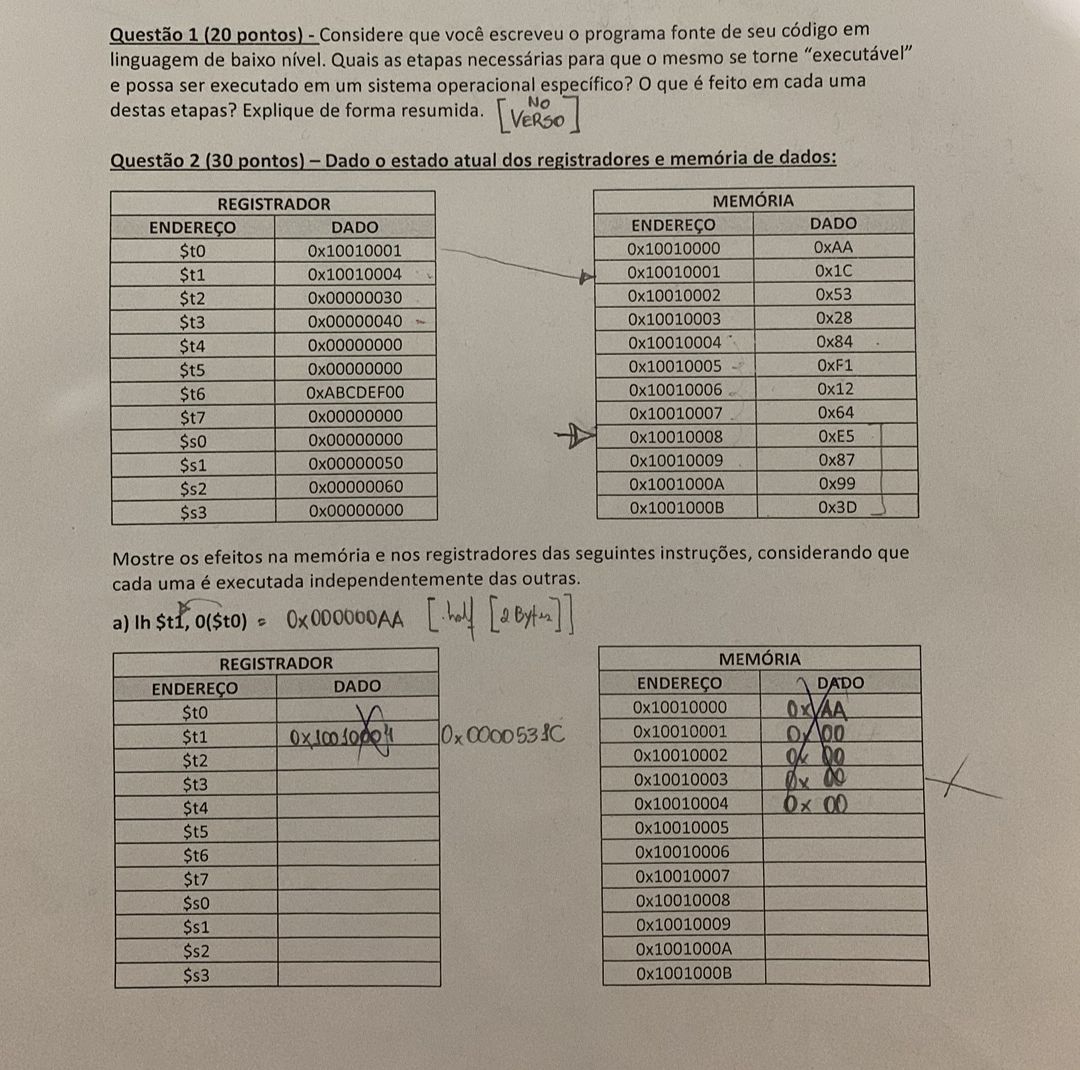 Questão 1 (20 pontos) - Considere que você escreveu o programa fonte de seu código em
linguagem de baixo nível. Quais as etapas necessárias para que o mesmo se torne “executável”
e possa ser executado em um sistema operacional específico? O que é feito em cada uma
destas etapas? Explique de forma resumida. [NO VERSO]
Questão 2 (30 pontos) – Dado o estado atual dos registradores e memória de dados:
REGISTRADOR
ENDEREÇO DADO
$t0 0x10010001
$t1 0x10010004
$t2 0x00000030
$t3 0x00000040
$t4 0x00000000
$t5 0x00000000
$t6 0xABCDEF00
$t7 0x00000000
$s0 0x00000000
$s1 0x00000050
$s2 0x00000060
$s3 0x00000000
MEMÓRIA
ENDEREÇO DADO
0x10010000 0xAA
0x10010001 0x1C
0x10010002 0x53
0x10010003 0x28
0x10010004 0x84
0x10010005 0xF1
0x10010006 0x12
0x10010007 0x64
0x10010008 0xE5
0x10010009 0x87
0x1001000A 0x99
0x1001000B 0x3D
Mostre os efeitos na memória e nos registradores das seguintes instruções, considerando que
cada uma é executada independentemente das outras.
a) lh $t1, 0($t0) = 0x000000AA [.half [2 Bytes]]
REGISTRADOR
ENDEREÇO DADO
$t0
$t1 0x10010004 0x0000531C
$t2
$t3
$t4
$t5
$t6
$t7
$s0
$s1
$s2
$s3
MEMÓRIA
ENDEREÇO DADO
0x10010000 0xAA
0x10010001 0x00
0x10010002 0x00
0x10010003 0x00
0x10010004 0x00
0x10010005
0x10010006
0x10010007
0x10010008
0x10010009
0x1001000A
0x1001000B